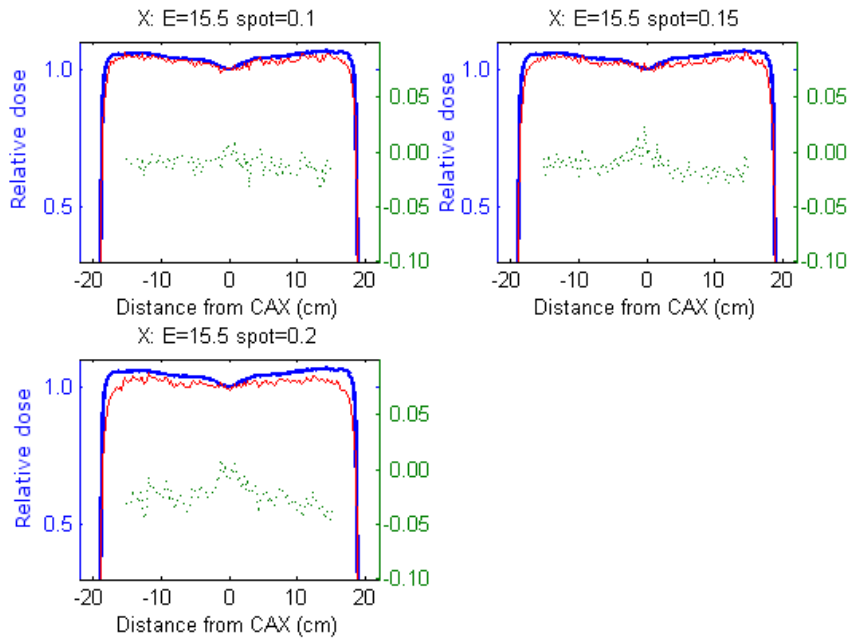 X: E=15.5 spot=0.1
Relative dose
1.0
0.5
0.05
0.00
-0.05
-0.10
-20 -10 0 10 20
Distance from CAX (cm)
X: E=15.5 spot=0.15
Relative dose
1.0
0.5
0.05
0.00
-0.05
-0.10
-20 -10 0 10 20
Distance from CAX (cm)
X: E=15.5 spot=0.2
Relative dose
1.0
0.5
0.05
0.00
-0.05
-0.10
-20 -10 0 10 20
Distance from CAX (cm)